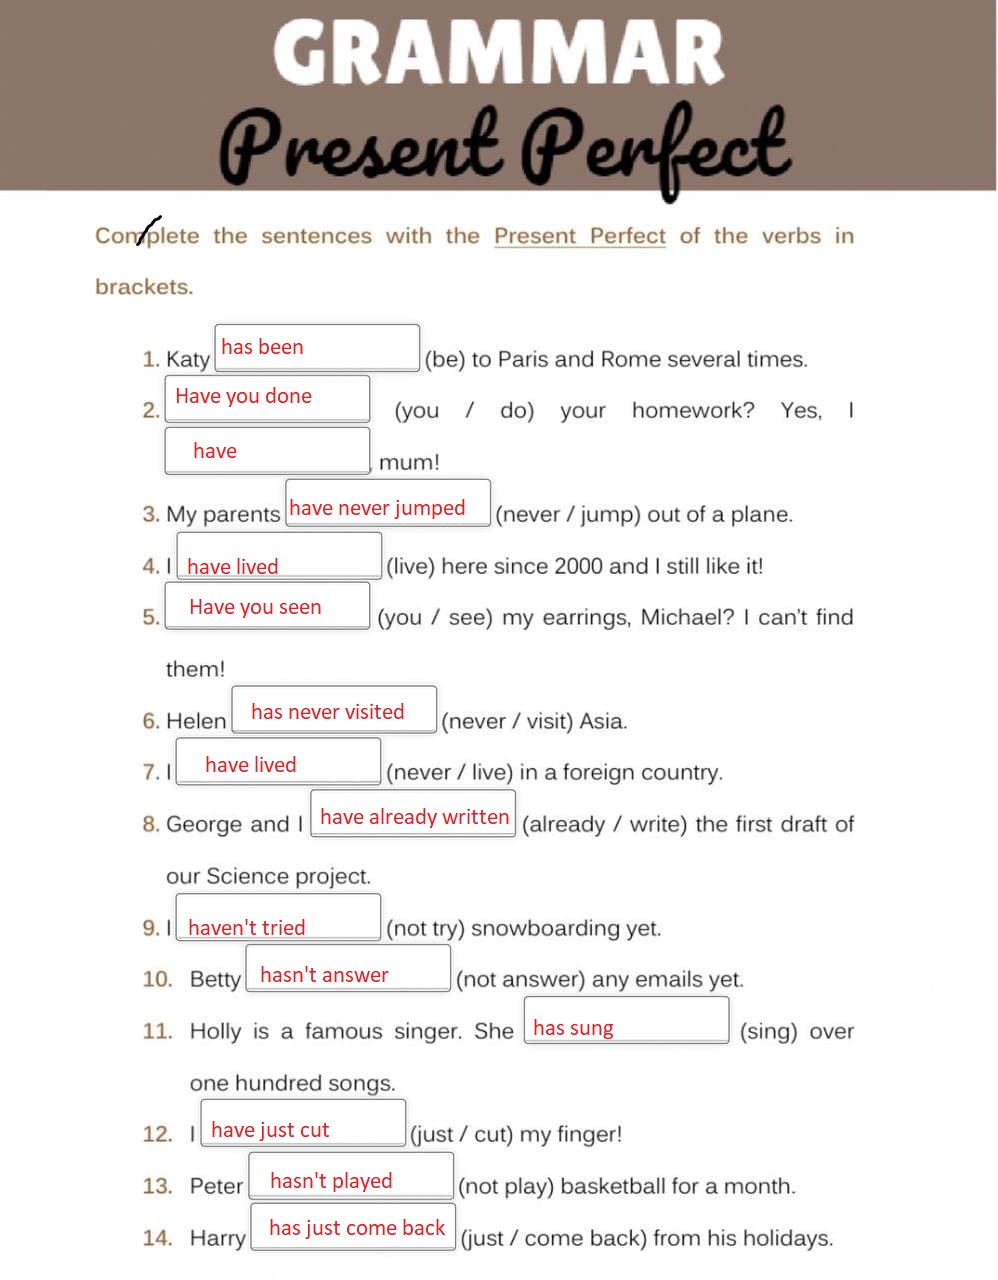 GRAMMAR
Present Perfect
Complete the sentences with the Present Perfect of the verbs in
brackets.
1. Katy has been (be) to Paris and Rome several times.
2. Have you done (you / do) your homework? Yes, I
have , mum!
3. My parents have never jumped (never / jump) out of a plane.
4. I have lived (live) here since 2000 and I still like it!
5. Have you seen (you / see) my earrings, Michael? I can't find
them!
6. Helen has never visited (never / visit) Asia.
7. I have lived (never / live) in a foreign country.
8. George and I have already written (already / write) the first draft of
our Science project.
9. I haven't tried (not try) snowboarding yet.
10. Betty hasn't answer (not answer) any emails yet.
11. Holly is a famous singer. She has sung (sing) over
one hundred songs.
12. I have just cut (just / cut) my finger!
13. Peter hasn't played (not play) basketball for a month.
14. Harry has just come back (just / come back) from his holidays.